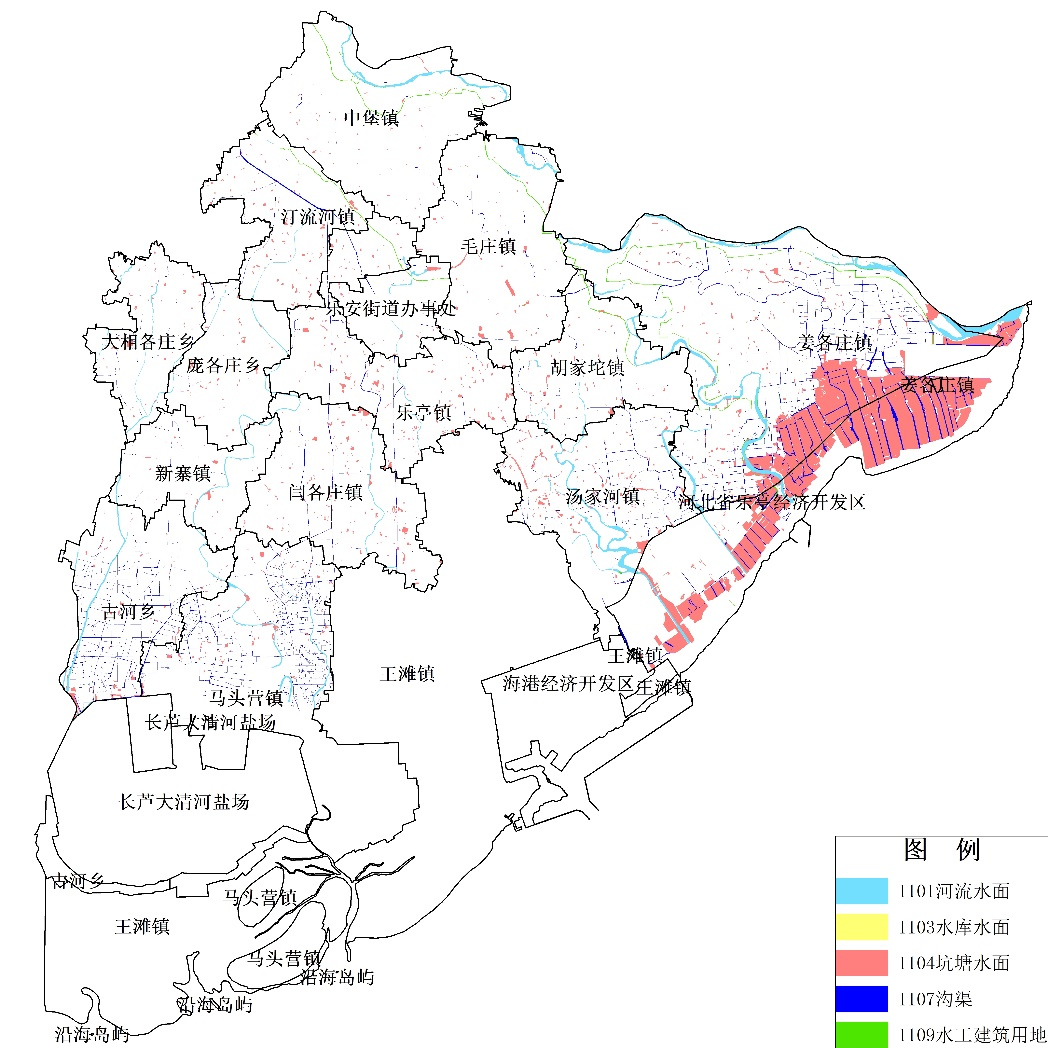 中堡镇
汀流河镇
毛庄镇
乐安街道办事处
大相各庄乡
庞各庄乡
姜各庄镇
胡家坨镇
姜各庄镇
乐亭镇
新寨镇
闫各庄镇
汤家河镇
河北省乐亭经济开发区
古河乡
王滩镇
王滩镇
海港经济开发区
王滩镇
马头营镇
长芦大清河盐场
长芦大清河盐场
古河乡
马头营镇
王滩镇
马头营镇
沿海岛屿
沿海岛屿
沿海岛屿
图 例
1101河流水面
1103水库水面
1104坑塘水面
1107沟渠
1109水工建筑用地